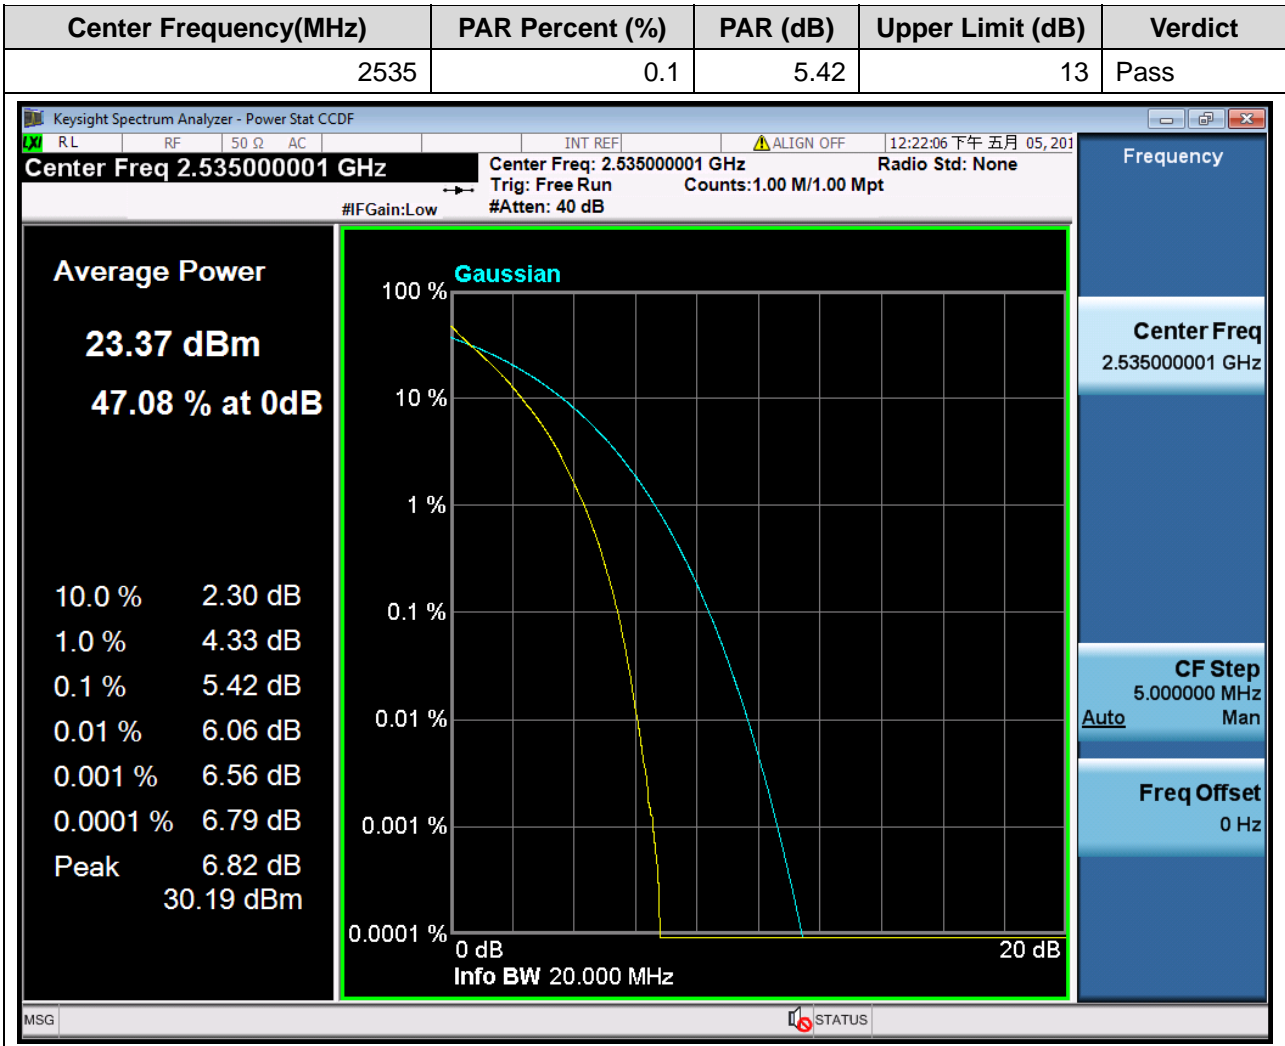 Center Frequency(MHz) PAR Percent (%) PAR (dB) Upper Limit (dB) Verdict
2535 0.1 5.42 13 Pass
Keysight Spectrum Analyzer - Power Stat CCDF
LXI RL RF 50 Ω AC INT REF ALIGN OFF 12:22:06 下午 五月 05, 201
Center Freq 2.535000001 GHz
Center Freq: 2.535000001 GHz Radio Std: None
Trig: Free Run Counts:1.00 M/1.00 Mpt
#IFGain:Low #Atten: 40 dB
Average Power
23.37 dBm
47.08 % at 0dB
10.0 % 2.30 dB
1.0 % 4.33 dB
0.1 % 5.42 dB
0.01 % 6.06 dB
0.001 % 6.56 dB
0.0001 % 6.79 dB
Peak 6.82 dB
30.19 dBm
Gaussian
100 %
10 %
1 %
0.1 %
0.01 %
0.001 %
0.0001 %
0 dB 20 dB
Info BW 20.000 MHz
Frequency
Center Freq
2.535000001 GHz
CF Step
5.000000 MHz
Auto Man
Freq Offset
0 Hz
MSG STATUS